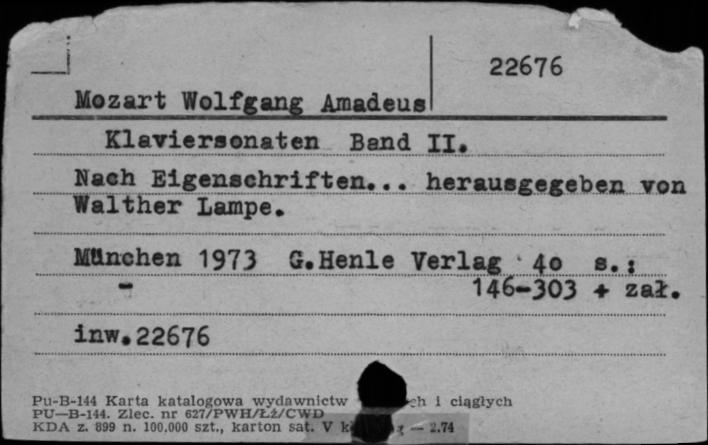 22676
Mozart Wolfgang Amadeus
Klaviersonaten Band II.
Nach Eigenschriften... herausgegeben von
Walther Lampe.
München 1973 G.Henle Verlag 4o s.:
- 146-303 + zał.
inw.22676
Pu-B-144 Karta katalogowa wydawnictw i ciągłych
PU—B-144. Zlec. nr 627/PWH/ŁŻ/CWD
KDA z. 899 n. 100.000 szt., karton sat. V — 2.74